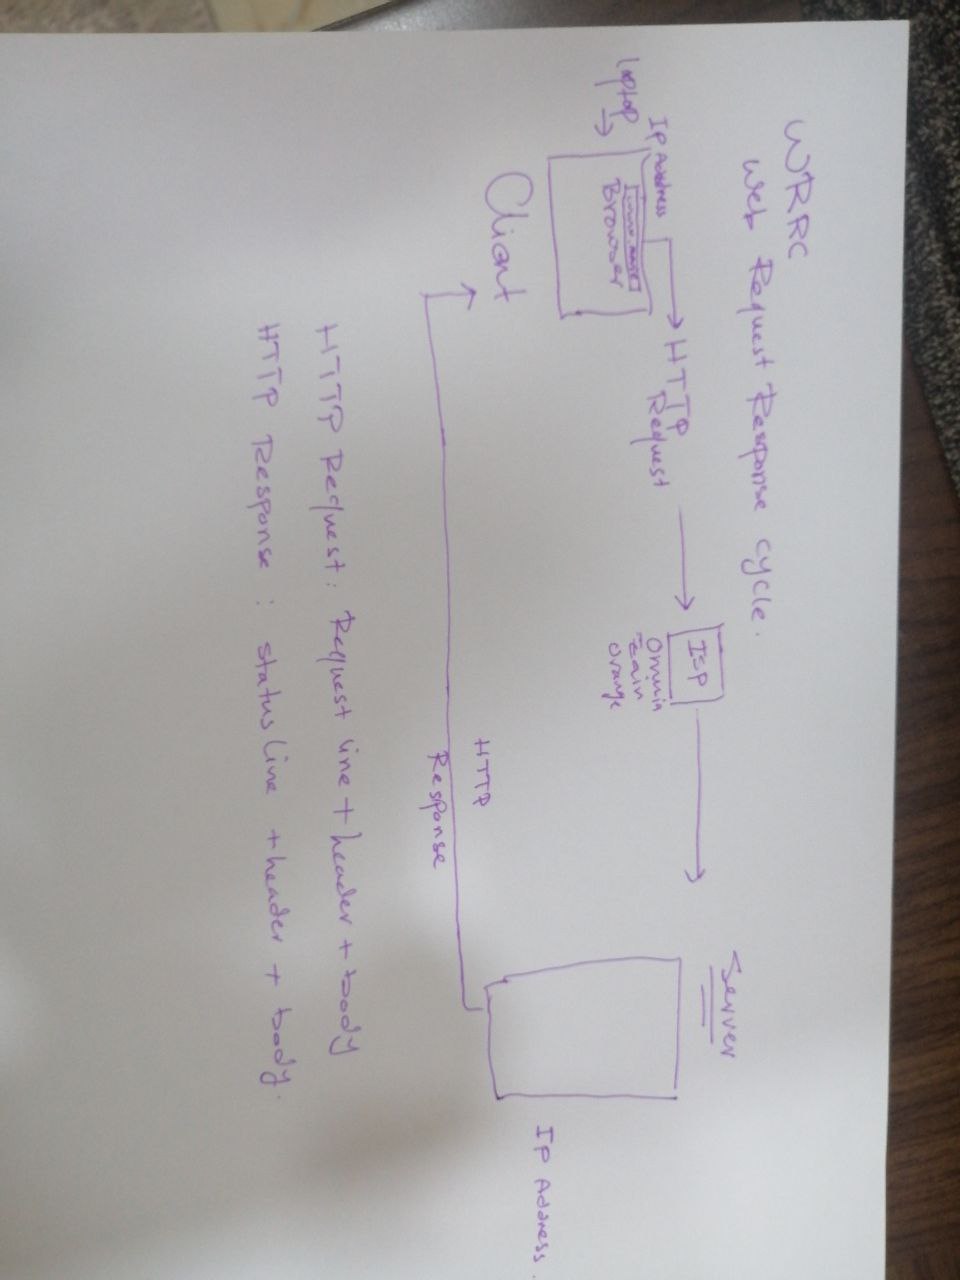 WRRC
Web Request Response cycle.
Ip Address
laptop
Browser
HTTP
Request
ISP
Omnia
Zain
Orange
Server
Client
HTTP
Response
Ip Address.
HTTP Request: Request line + header + body
HTTP Response : status line + header + body.